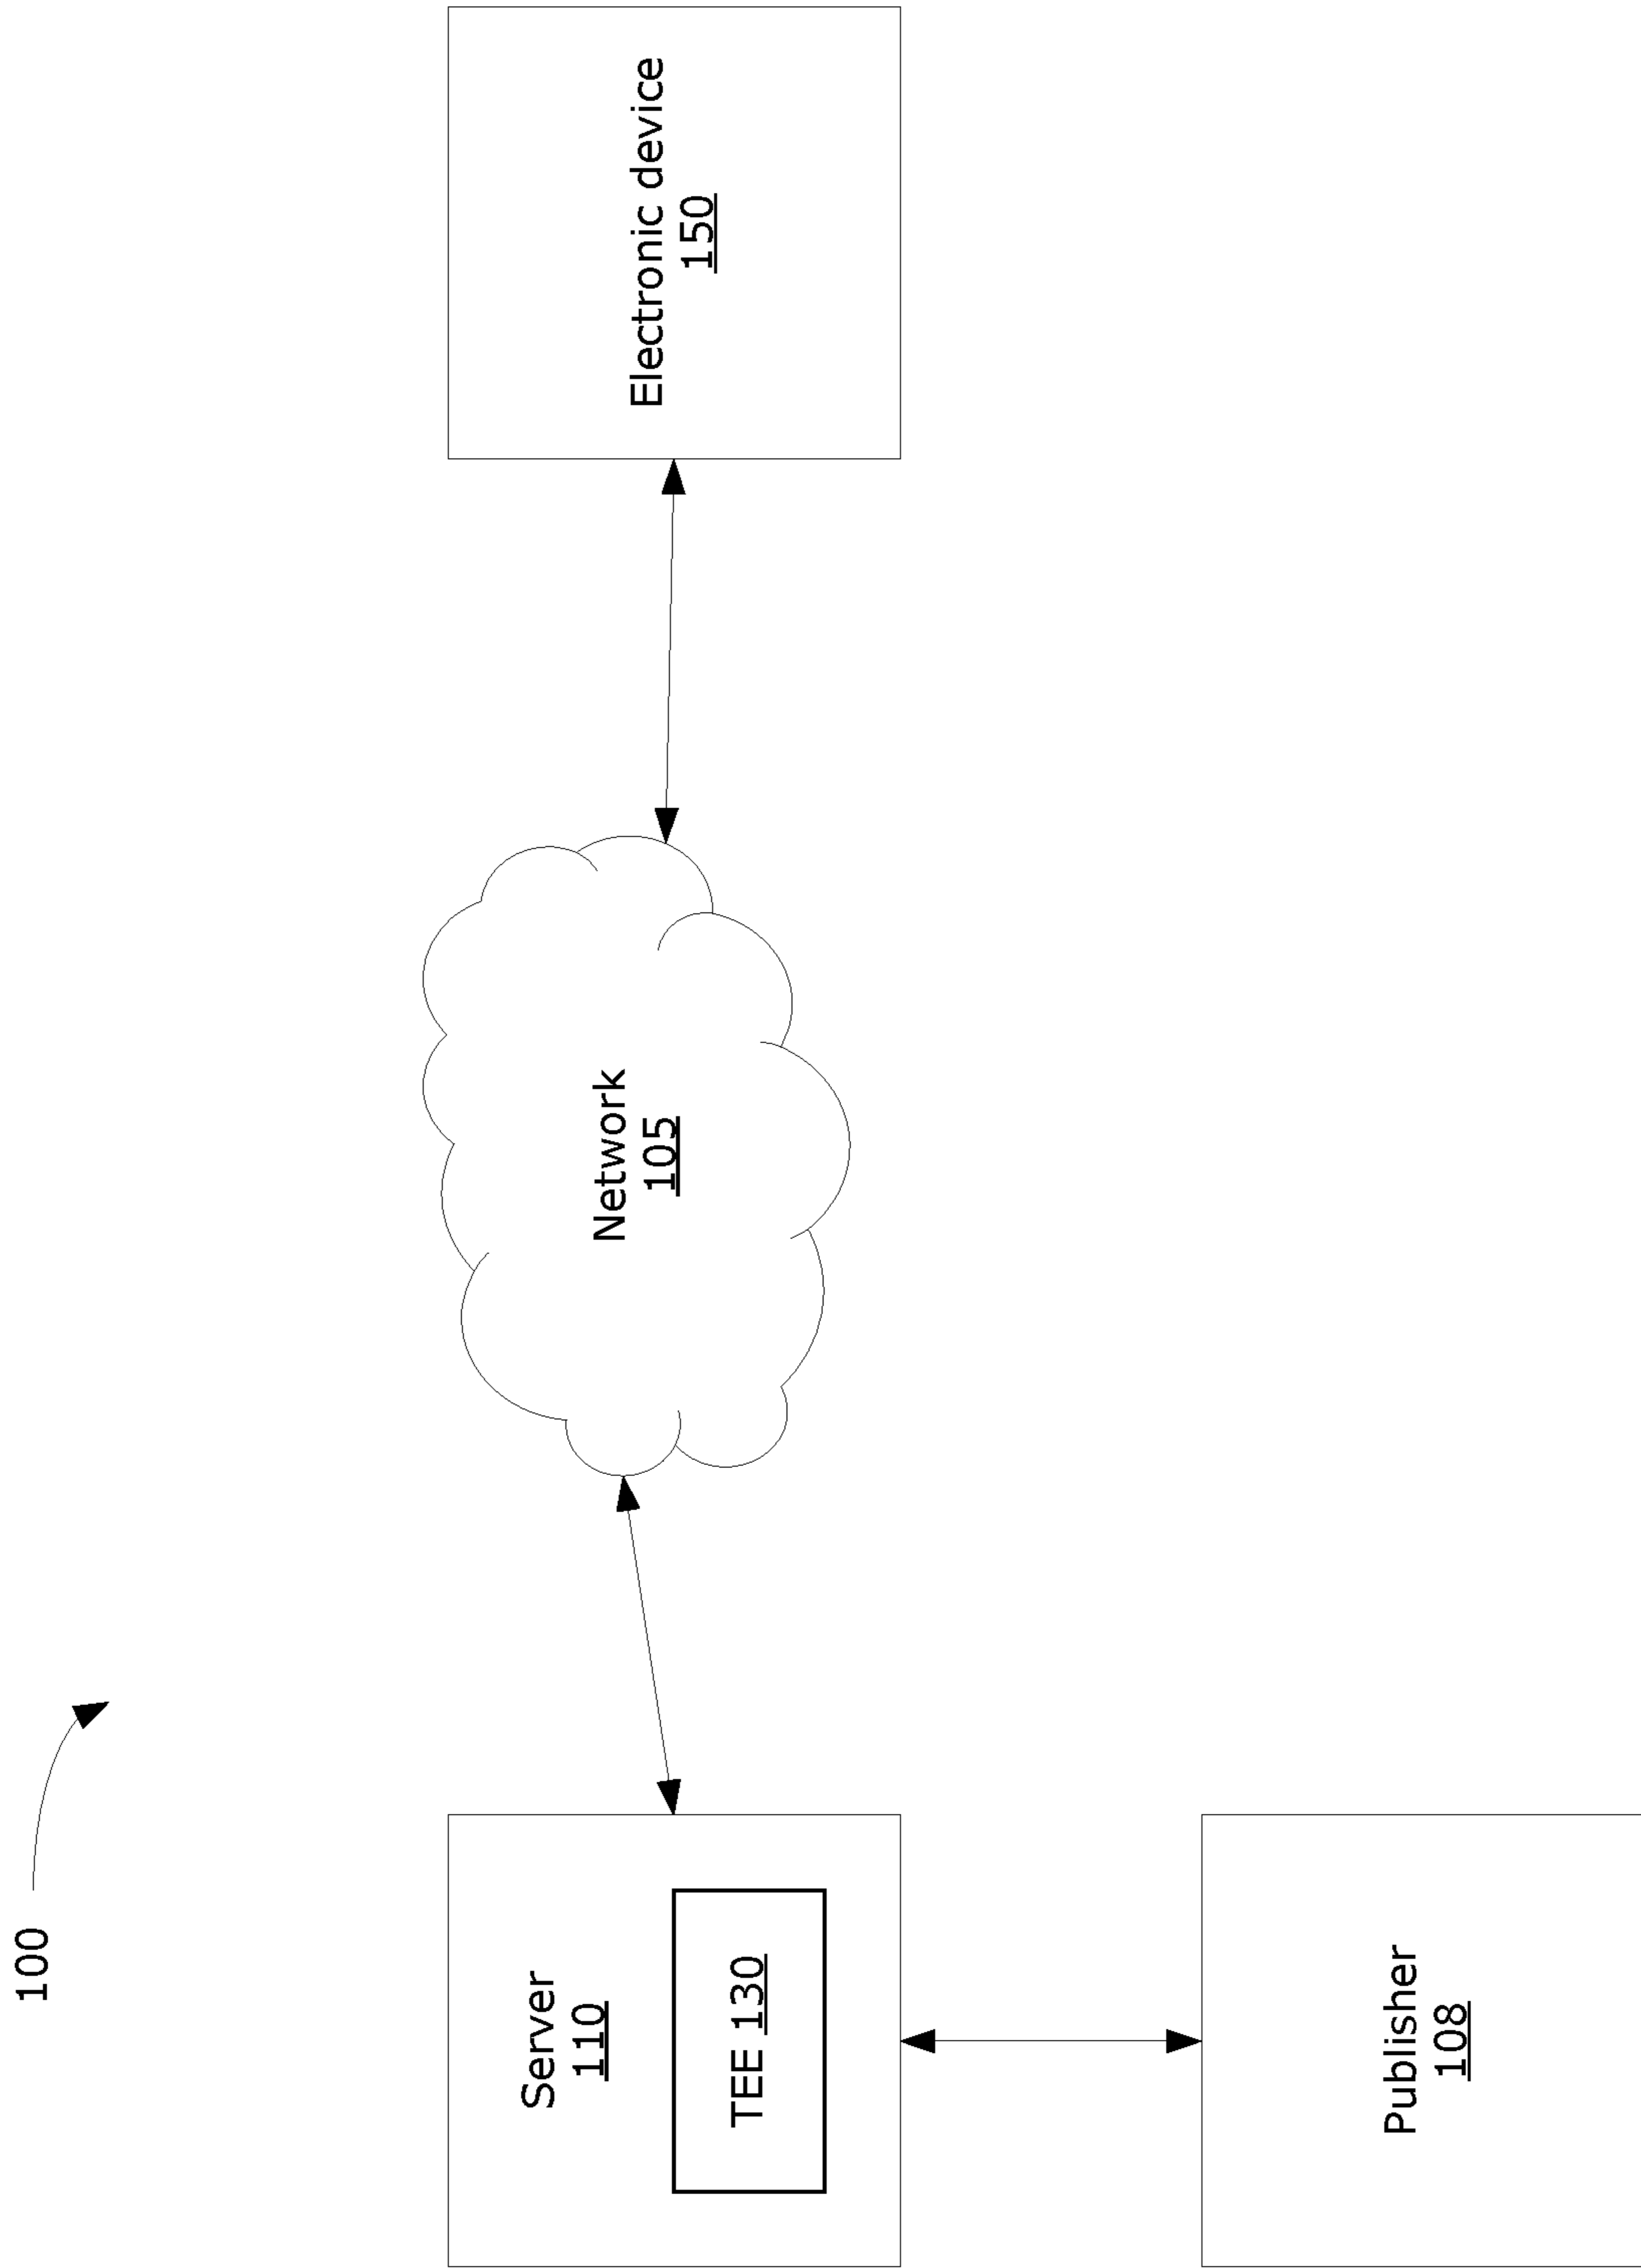 100
Server
110
TEE 130
Network
105
Electronic device
150
Publisher
108